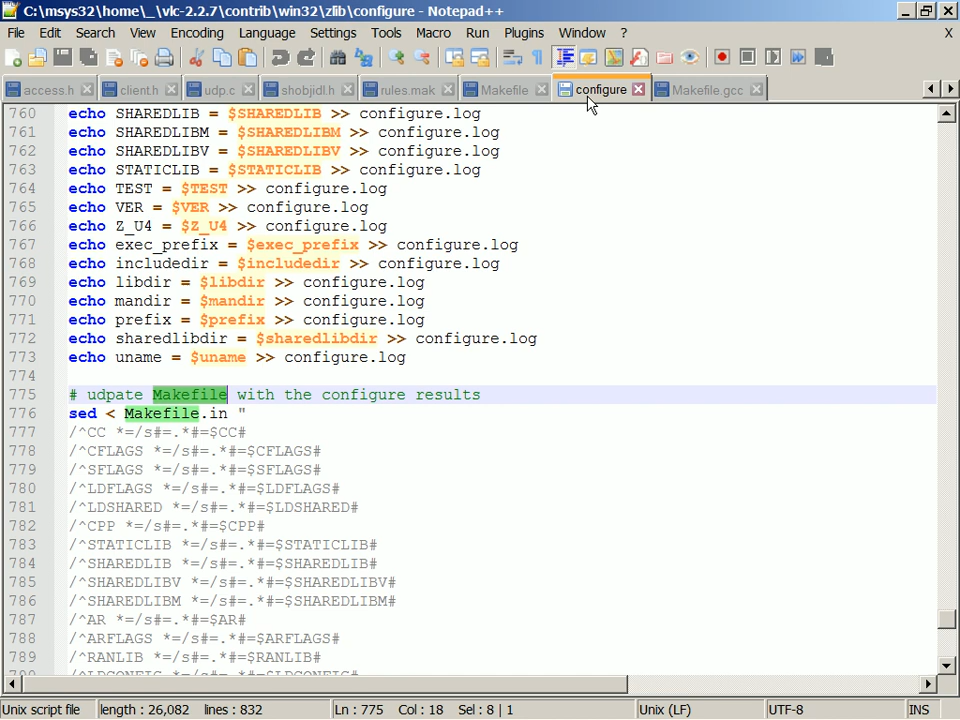 C:\msys32\home\_\vlc-2.2.7\contrib\win32\zlib\configure - Notepad++
File Edit Search View Encoding Language Settings Tools Macro Run Plugins Window ? X
access.h client.h udp.c shobjidl.h rules.mak Makefile configure Makefile.gcc
760 echo SHAREDLIB = $SHAREDLIB >> configure.log
761 echo SHAREDLIBM = $SHAREDLIBM >> configure.log
762 echo SHAREDLIBV = $SHAREDLIBV >> configure.log
763 echo STATICLIB = $STATICLIB >> configure.log
764 echo TEST = $TEST >> configure.log
765 echo VER = $VER >> configure.log
766 echo Z_U4 = $Z_U4 >> configure.log
767 echo exec_prefix = $exec_prefix >> configure.log
768 echo includedir = $includedir >> configure.log
769 echo libdir = $libdir >> configure.log
770 echo mandir = $mandir >> configure.log
771 echo prefix = $prefix >> configure.log
772 echo sharedlibdir = $sharedlibdir >> configure.log
773 echo uname = $uname >> configure.log
774
775 # udpate Makefile with the configure results
776 sed < Makefile.in "
777 /^CC *=/s#=.*#=$CC#
778 /^CFLAGS *=/s#=.*#=$CFLAGS#
779 /^SFLAGS *=/s#=.*#=$SFLAGS#
780 /^LDFLAGS *=/s#=.*#=$LDFLAGS#
781 /^LDSHARED *=/s#=.*#=$LDSHARED#
782 /^CPP *=/s#=.*#=$CPP#
783 /^STATICLIB *=/s#=.*#=$STATICLIB#
784 /^SHAREDLIB *=/s#=.*#=$SHAREDLIB#
785 /^SHAREDLIBV *=/s#=.*#=$SHAREDLIBV#
786 /^SHAREDLIBM *=/s#=.*#=$SHAREDLIBM#
787 /^AR *=/s#=.*#=$AR#
788 /^ARFLAGS *=/s#=.*#=$ARFLAGS#
789 /^RANLIB *=/s#=.*#=$RANLIB#
Unix script file length : 26,082 lines : 832 Ln : 775 Col : 18 Sel : 8 | 1 Unix (LF) UTF-8 INS